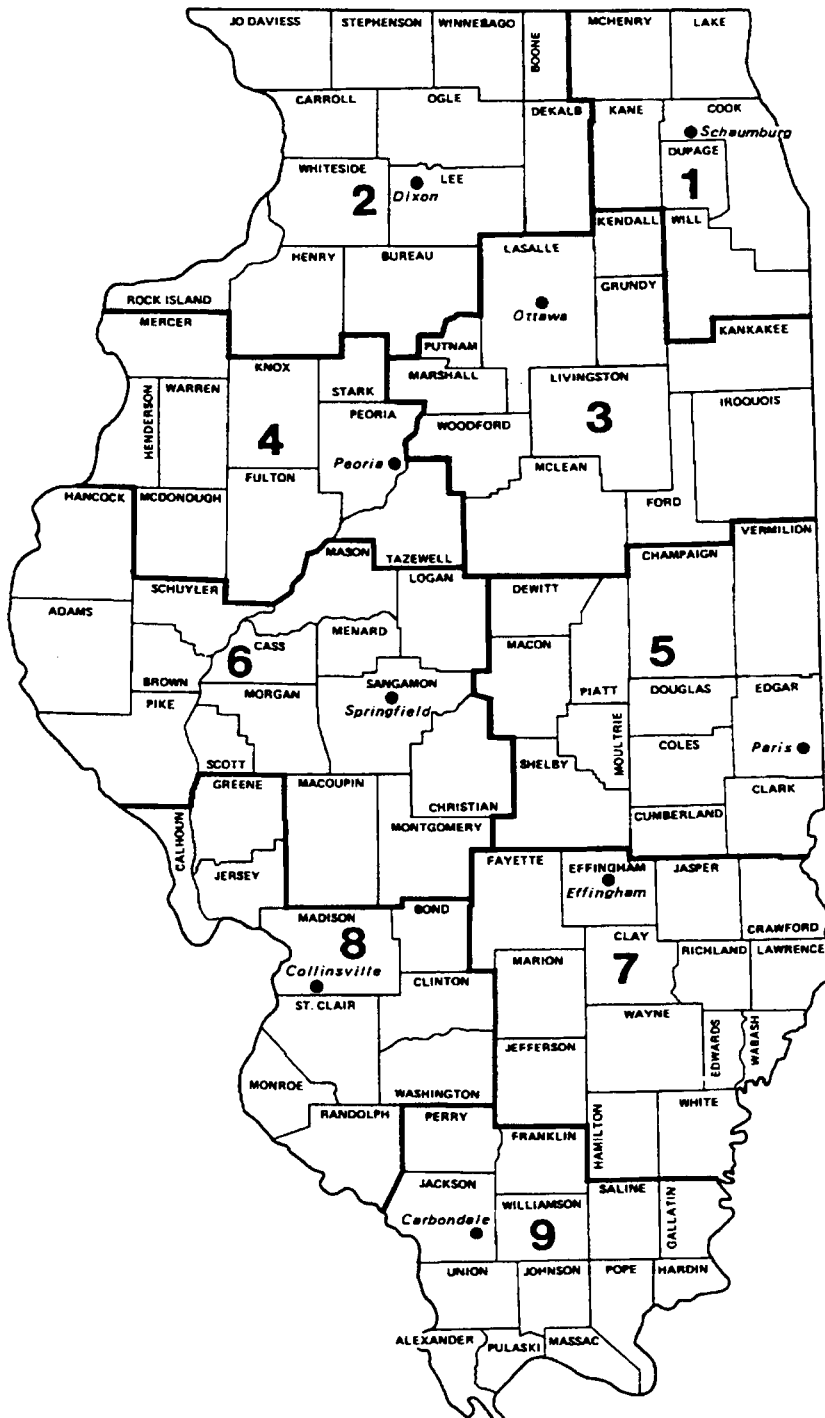 JO DAVIESS
STEPHENSON
WINNEBAGO
BOONE
MCHENRY
LAKE
CARROLL
OGLE
DEKALB
KANE
COOK
Schaumburg
DUPAGE
1
WHITESIDE
2
Dixon
LEE
KENDALL
WILL
HENRY
BUREAU
LASALLE
GRUNDY
ROCK ISLAND
Ottawa
MERCER
PUTNAM
KANKAKEE
KNOX
STARK
MARSHALL
LIVINGSTON
HENDERSON
WARREN
IROQUOIS
4
PEORIA
WOODFORD
3
Peoria
MCLEAN
FULTON
HANCOCK
MCDONOUGH
FORD
VERMILION
MASON
TAZEWELL
CHAMPAIGN
SCHUYLER
LOGAN
DEWITT
ADAMS
MENARD
MACON
6
CASS
5
BROWN
SANGAMON
PIATT
DOUGLAS
EDGAR
PIKE
MORGAN
Springfield
MOULTRIE
COLES
Paris
SCOTT
SHELBY
GREENE
MACOUPIN
CHRISTIAN
CLARK
CALHOUN
MONTGOMERY
CUMBERLAND
FAYETTE
EFFINGHAM
JASPER
JERSEY
Effingham
MADISON
BOND
CRAWFORD
8
CLAY
RICHLAND
LAWRENCE
MARION
7
Collinsville
CLINTON
ST. CLAIR
WAYNE
EDWARDS
WABASH
JEFFERSON
MONROE
WASHINGTON
WHITE
RANDOLPH
PERRY
HAMILTON
FRANKLIN
JACKSON
SALINE
GALLATIN
WILLIAMSON
Carbondale
9
UNION
JOHNSON
POPE
HARDIN
ALEXANDER
PULASKI
MASSAC